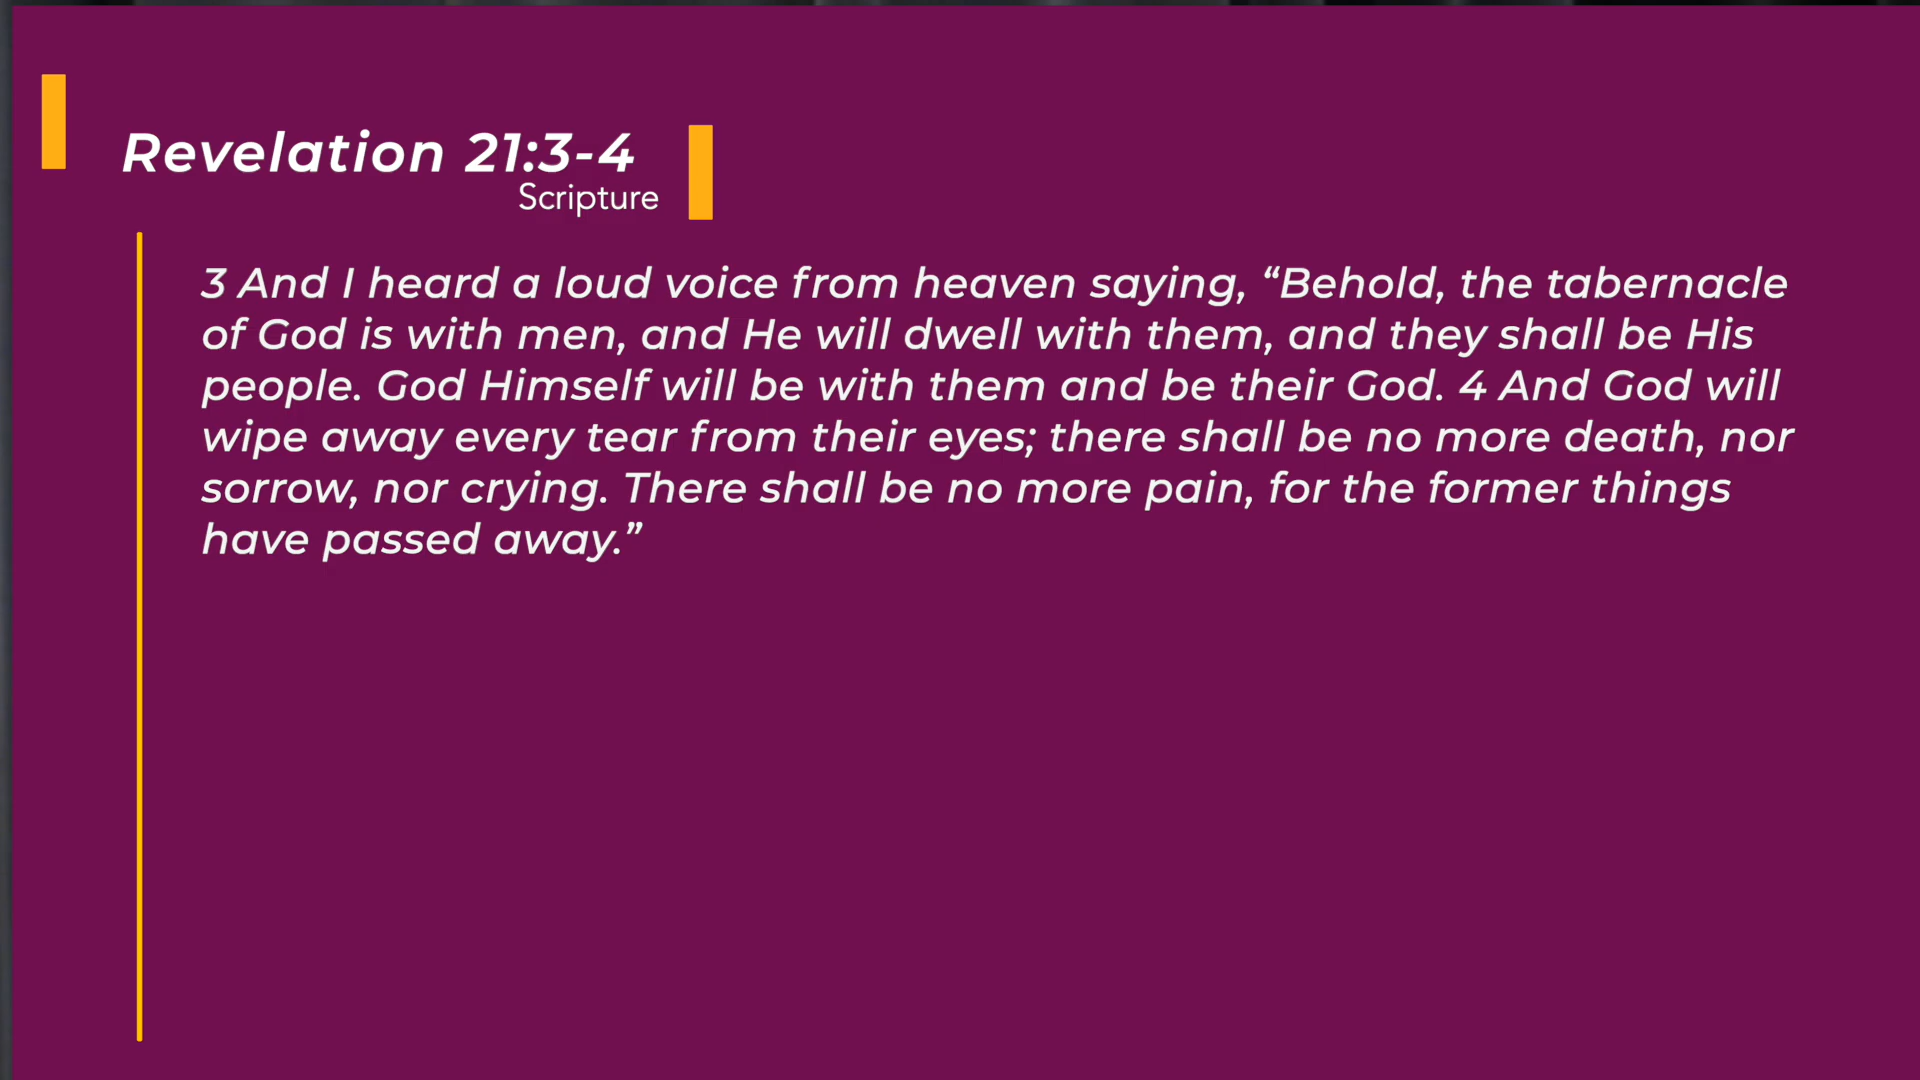 Revelation 21:3-4
Scripture
3 And I heard a loud voice from heaven saying, “Behold, the tabernacle
of God is with men, and He will dwell with them, and they shall be His
people. God Himself will be with them and be their God. 4 And God will
wipe away every tear from their eyes; there shall be no more death, nor
sorrow, nor crying. There shall be no more pain, for the former things
have passed away.”